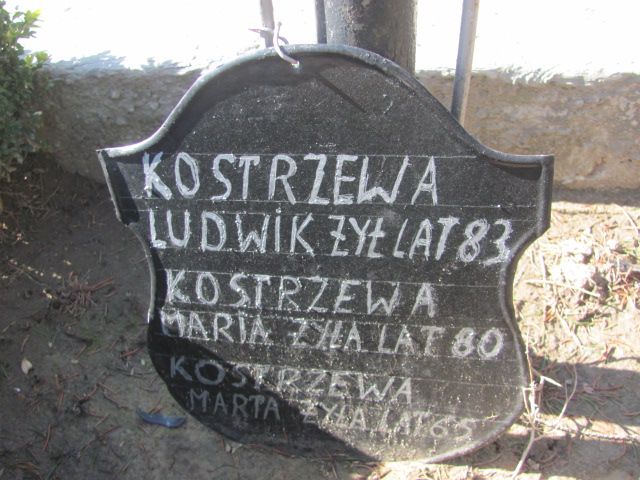 KOSTRZEWA
LUDWiK ŻYŁ LAT 83
KOSTRZEWA
MARIA ŻYŁA LAT 80
KOSTRZEWA
MARTA ŻYŁA LAT 65